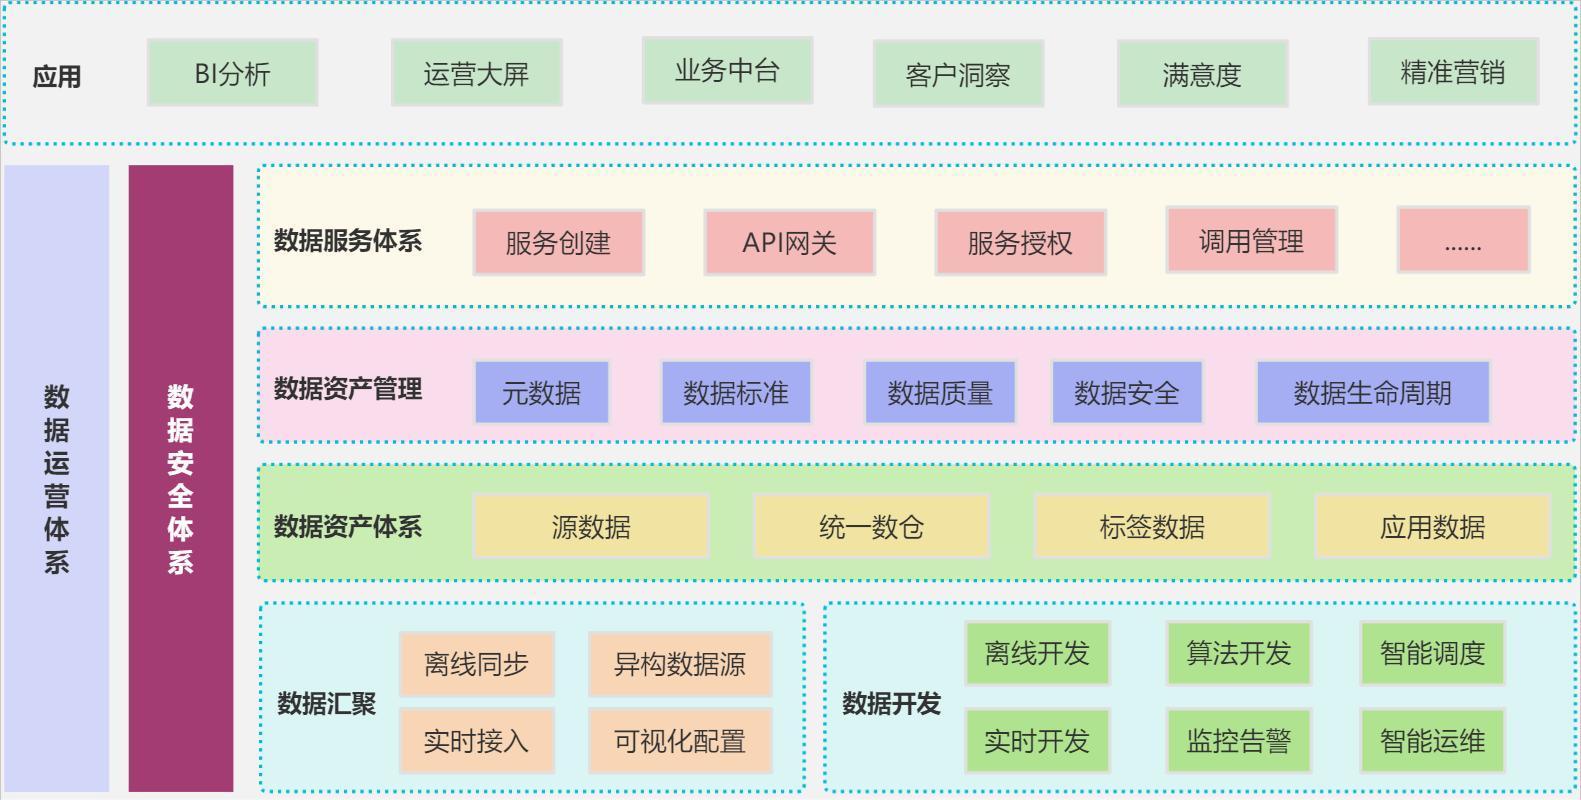 应用
BI分析
运营大屏
业务中台
客户洞察
满意度
精准营销
数据运营体系
数据安全体系
数据服务体系
服务创建
API网关
服务授权
调用管理
......
数据资产管理
元数据
数据标准
数据质量
数据安全
数据生命周期
数据资产体系
源数据
统一数仓
标签数据
应用数据
数据汇聚
离线同步
异构数据源
实时接入
可视化配置
数据开发
离线开发
算法开发
智能调度
实时开发
监控告警
智能运维